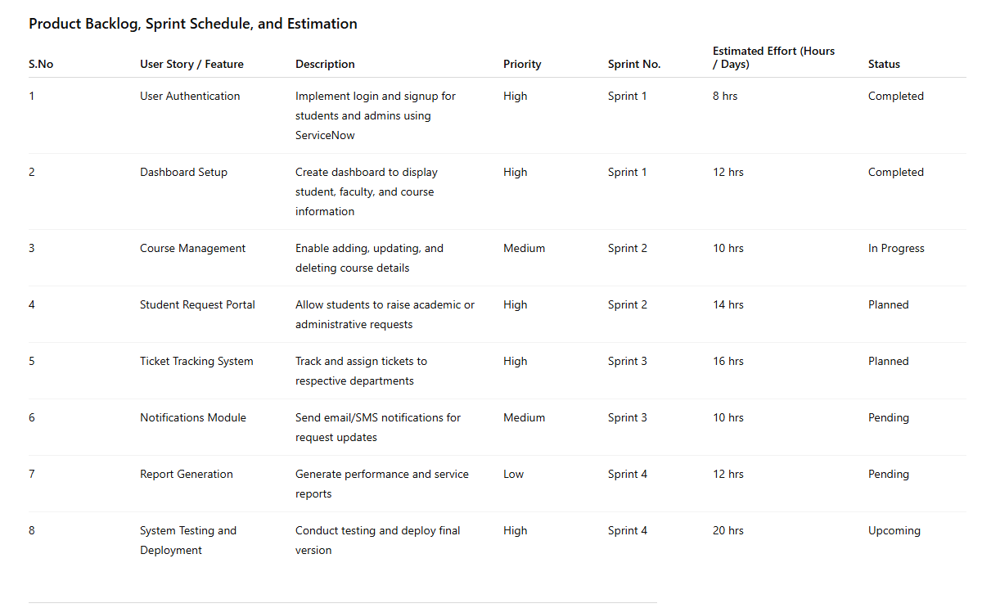 Product Backlog, Sprint Schedule, and Estimation
S.No User Story / Feature Description Priority Sprint No. Estimated Effort (Hours / Days) Status
1 User Authentication Implement login and signup for students and admins using ServiceNow High Sprint 1 8 hrs Completed
2 Dashboard Setup Create dashboard to display student, faculty, and course information High Sprint 1 12 hrs Completed
3 Course Management Enable adding, updating, and deleting course details Medium Sprint 2 10 hrs In Progress
4 Student Request Portal Allow students to raise academic or administrative requests High Sprint 2 14 hrs Planned
5 Ticket Tracking System Track and assign tickets to respective departments High Sprint 3 16 hrs Planned
6 Notifications Module Send email/SMS notifications for request updates Medium Sprint 3 10 hrs Pending
7 Report Generation Generate performance and service reports Low Sprint 4 12 hrs Pending
8 System Testing and Deployment Conduct testing and deploy final version High Sprint 4 20 hrs Upcoming